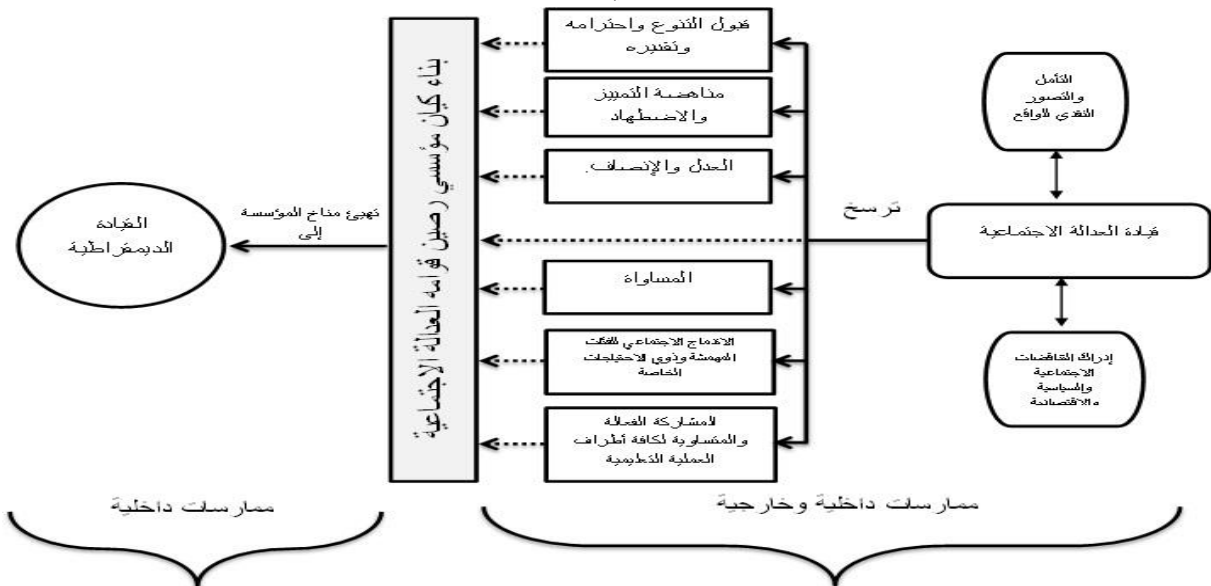 التأمل
والتصور
النقدي للواقع
قيادة العدالة الاجتماعية
إدراك التناقضات
الاجتماعية
والسياسية
والاقتصادية
ترسخ
قبول التنوع واحترامه
وتقديره
مناهضة التمييز
والاضطهاد
العدل والإنصاف.
المساواة
الاندماج الاجتماعي للفئات
المهمشة وذوي الاحتياجات
الخاصة
المشاركة الفعالة
والمتساوية لكافة أطراف
العملية التعليمية
بناء كيان مؤسسي رصين قوامه العدالة الاجتماعية
تهيئ مناخ المؤسسة
إلى
القيادة
الديمقراطية
ممارسات داخلية وخارجية
ممارسات داخلية